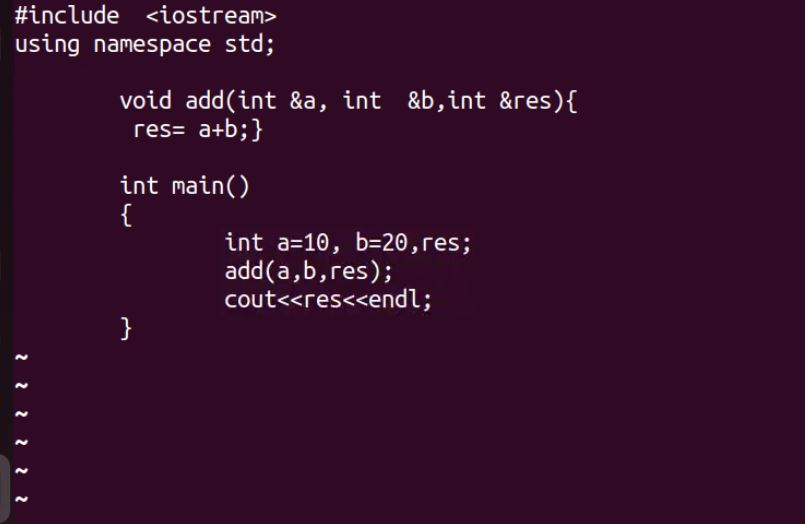 #include  <iostream>
using namespace std;
void add(int &a, int  &b,int &res){
res= a+b;}
int main()
{
int a=10, b=20,res;
add(a,b,res);
cout<<res<<endl;
}
~
~
~
~
~
~